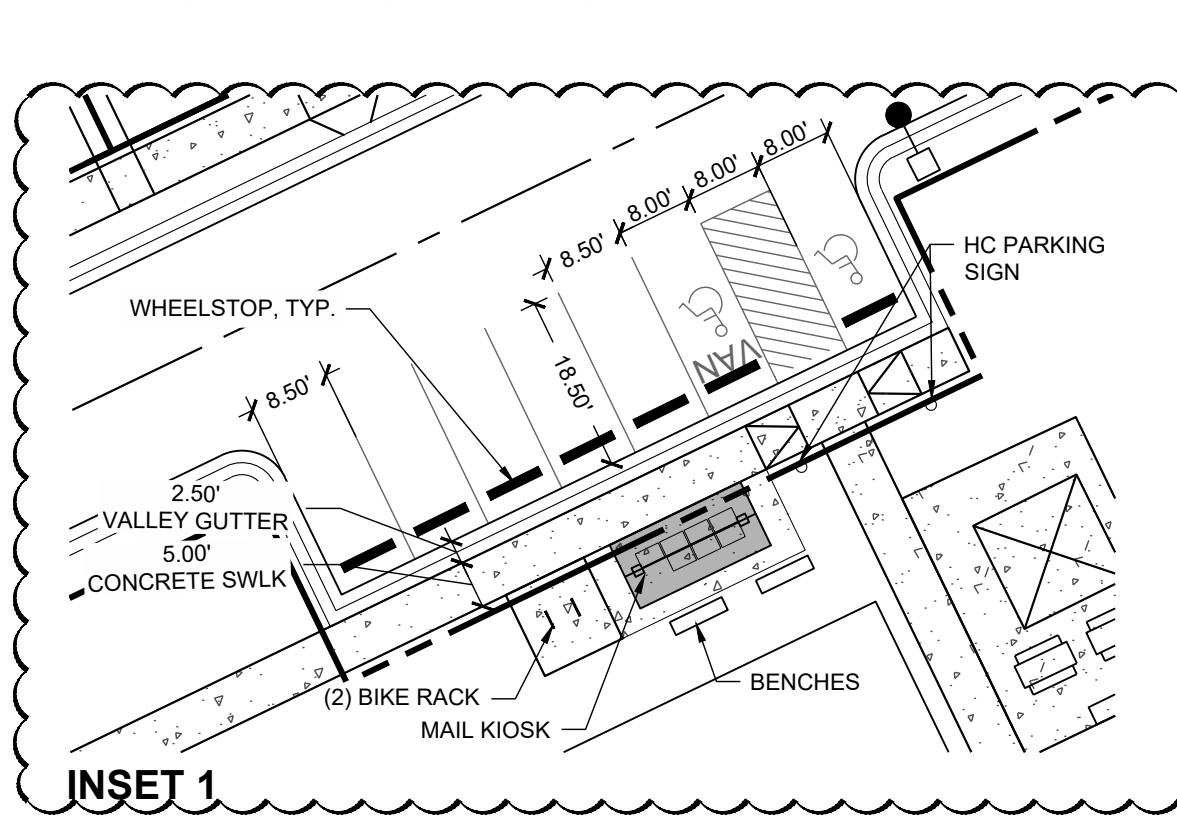 8.00'
8.00'
8.00'
8.50'
HC PARKING
SIGN
WHEELSTOP, TYP.
VAN
18.50'
8.50'
2.50'
VALLEY GUTTER
5.00'
CONCRETE SWLK
(2) BIKE RACK
BENCHES
MAIL KIOSK
INSET 1